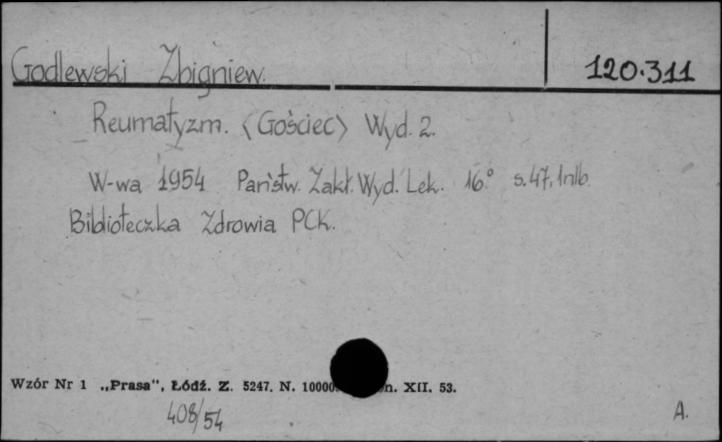 Godlewski Zbigniew. 120.311
Reumatyzm. <Gościec> Wyd. 2.
W-wa 1954 Państw. Zakł. Wyd. Lek. 16° s. 47, 1nlb.
Biblioteczka Zdrowia PCK.
Wzór Nr 1 „Prasa", Łódź. Z. 5247. N. 10000. n. XII. 53.
408/54 A.